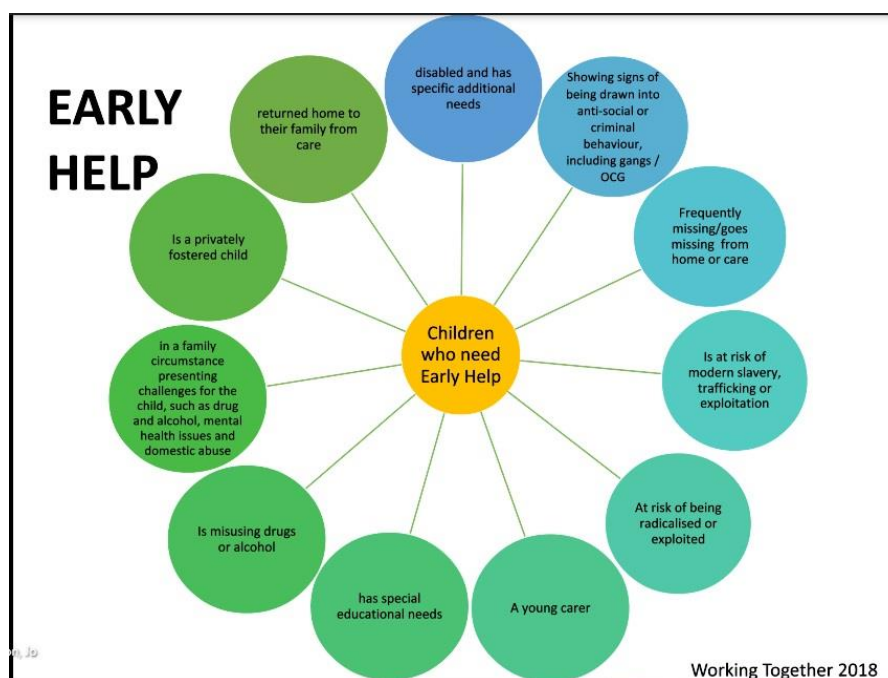 EARLY
HELP
disabled and has
specific additional
needs
Showing signs of
being drawn into
anti-social or
criminal
behaviour,
including gangs /
OCG
Frequently
missing/goes
missing from
home or care
Is at risk of
modern slavery,
trafficking or
exploitation
At risk of being
radicalised or
exploited
A young carer
has special
educational needs
Is misusing drugs
or alcohol
in a family
circumstance
presenting
challenges for the
child, such as drug
and alcohol, mental
health issues and
domestic abuse
Is a privately
fostered child
returned home to
their family from
care
Children
who need
Early Help
on, Jo
Working Together 2018